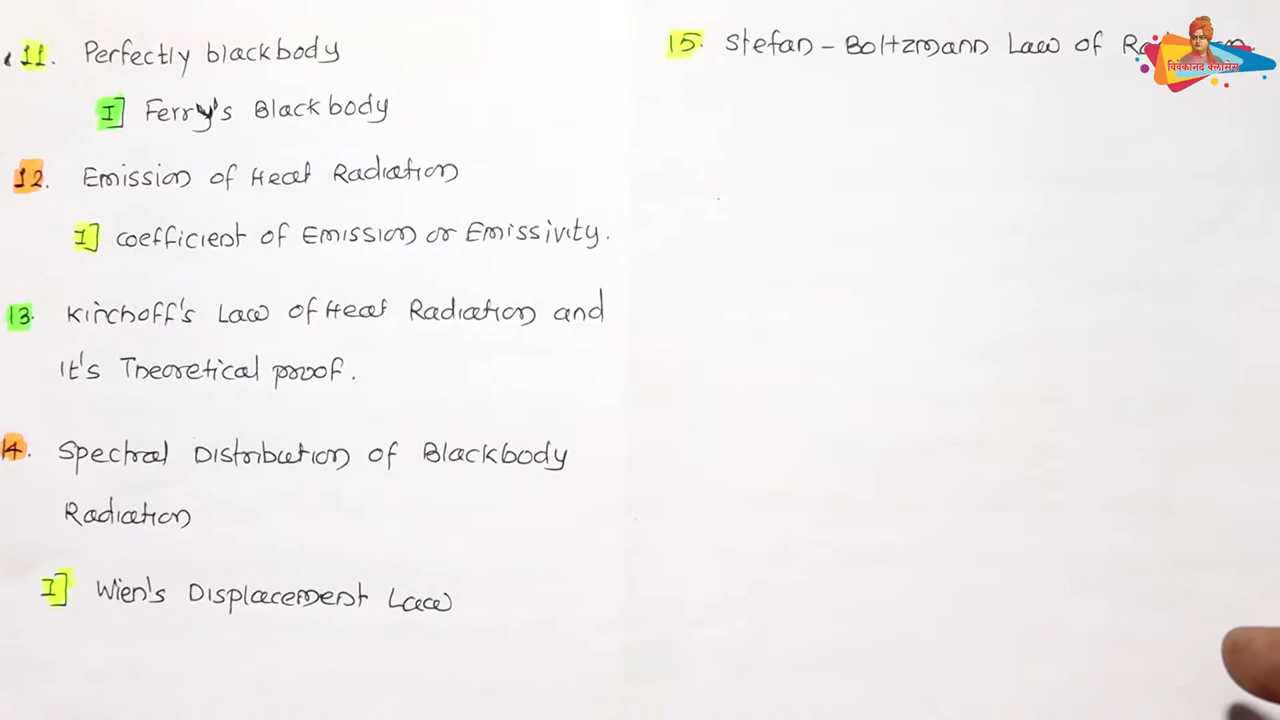 11. Perfectly blackbody
I] Ferry's Blackbody
12. Emission of Heat Radiation
I] coefficient of Emission or Emissivity.
13. Kirchoff's Law of Heat Radiation and
It's Theoretical proof.
14. Spectral Distribution of Blackbody
Radiation
I] Wien's Displacement Law
15. Stefan - Boltzmann Law of
विवेकानंद क्लासेस